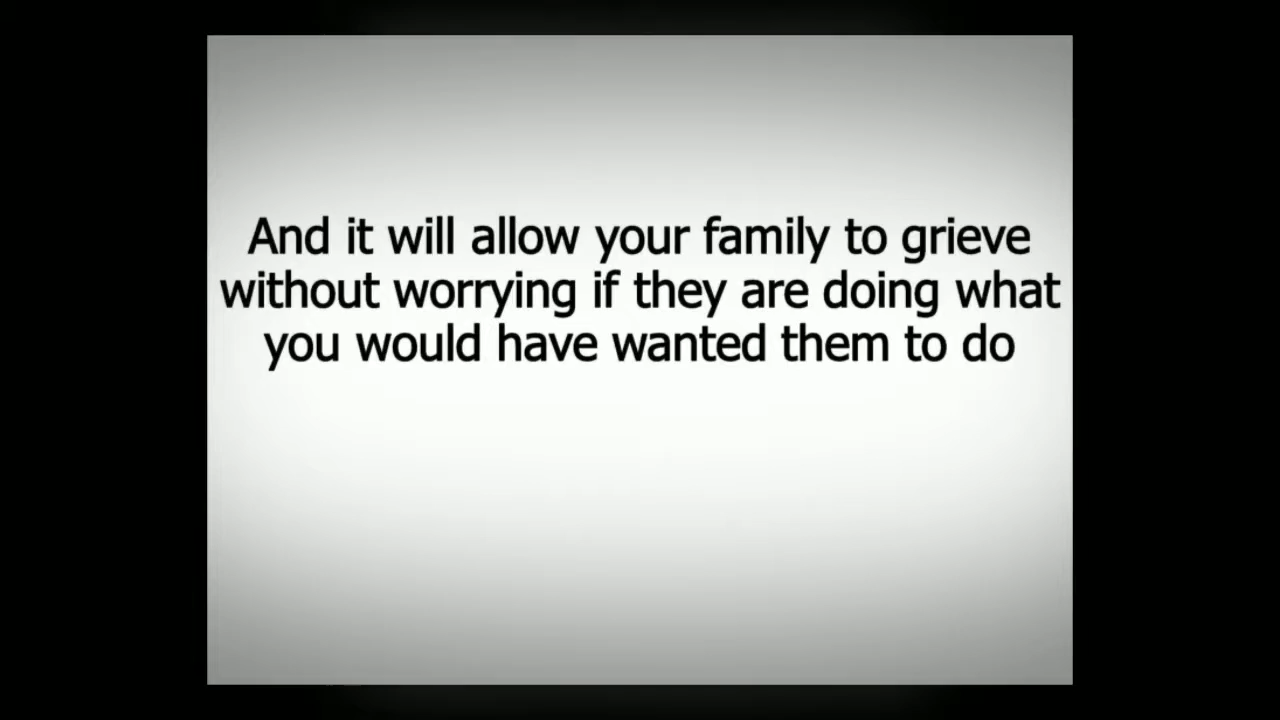 And it will allow your family to grieve
without worrying if they are doing what
you would have wanted them to do